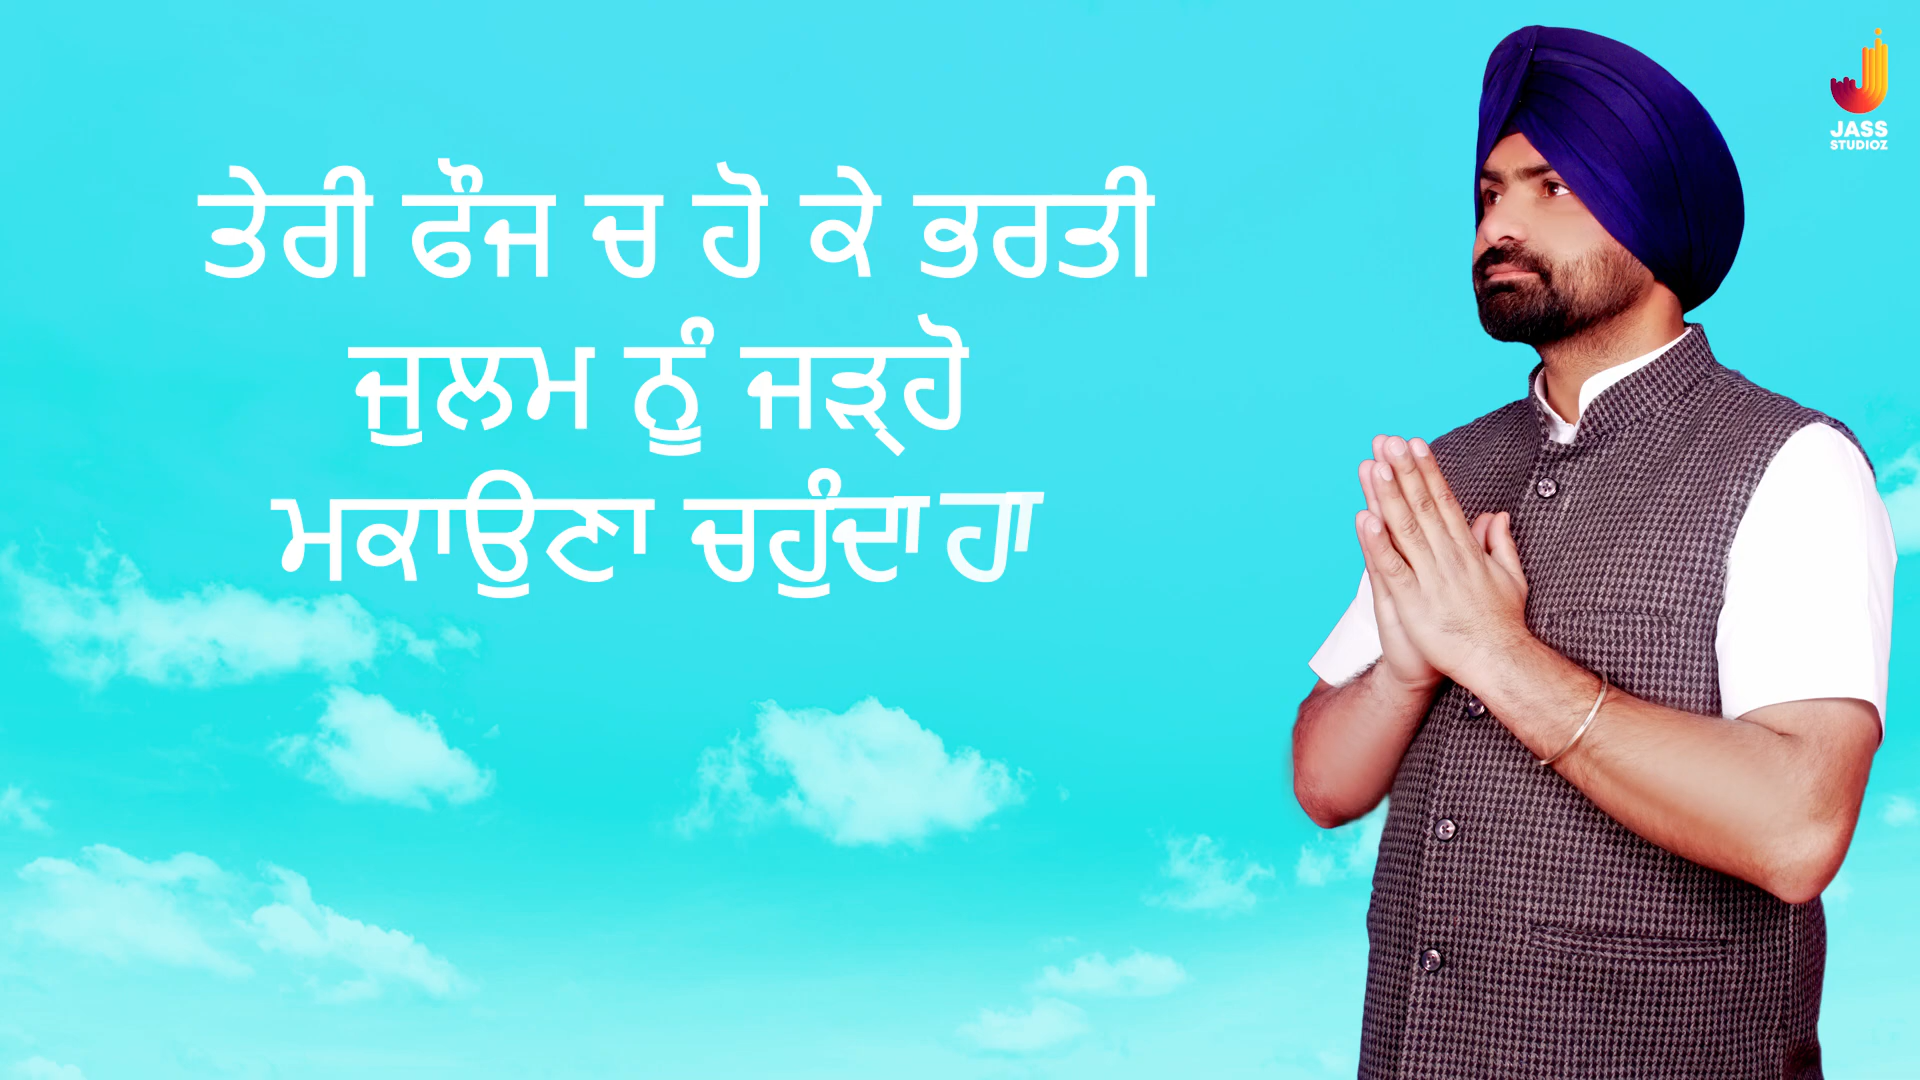 ਤੇਰੀ ਫੌਜ ਚ ਹੋ ਕੇ ਭਰਤੀ
ਜੁਲਮ ਨੂੰ ਜੜ੍ਹੋ
ਮਕਾਉਣਾ ਚਹੁੰਦਾ ਹਾ
JASS
STUDIOZ